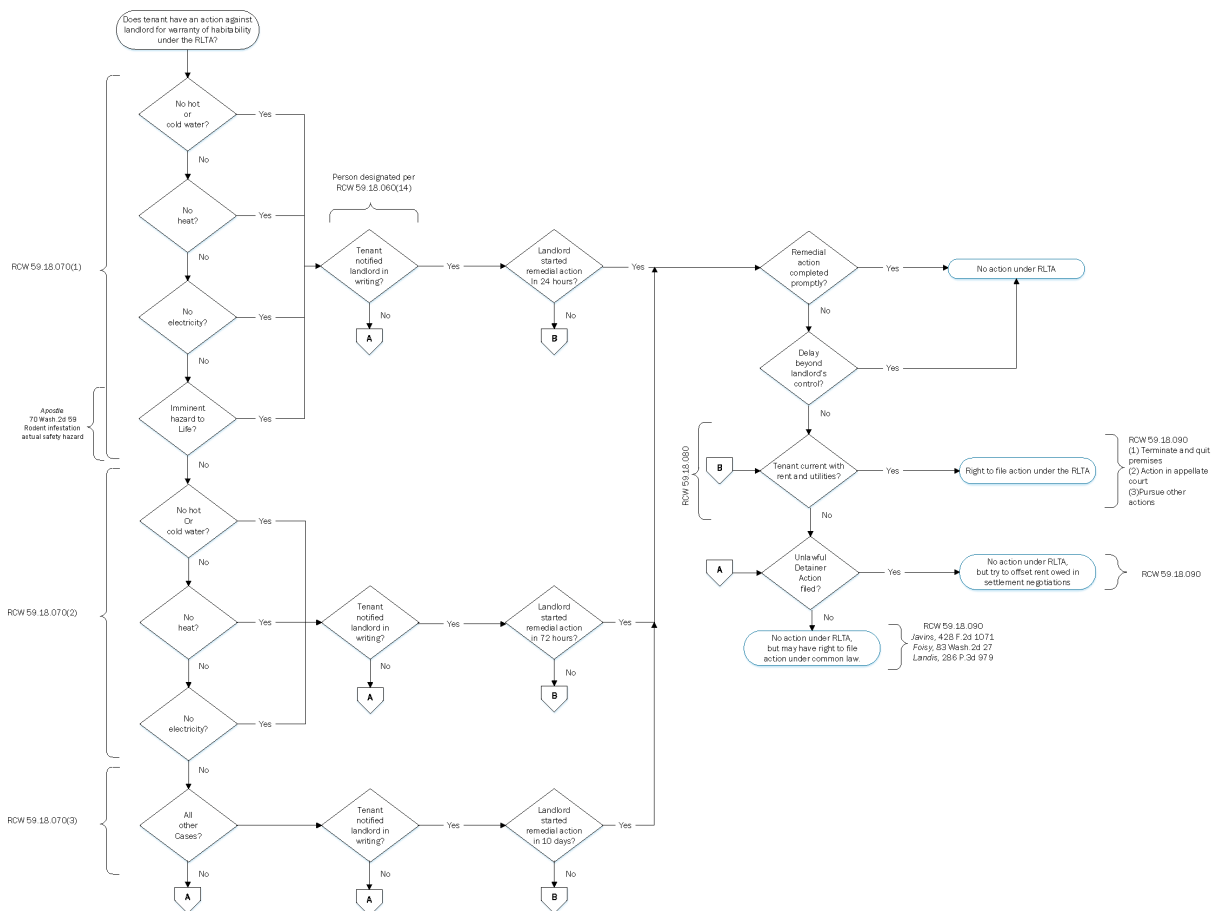 Does tenant have an action against
landlord for warranty of habitability
under the RLTA?
No hot
or
cold water?
Yes
No
No
heat?
Yes
No
No
electricity?
Yes
No
Imminent
hazard to
Life?
Yes
No
RCW 59.18.070(1)
Apostle
70 Wash.2d 59
Rodent infestation
actual safety hazard
Person designated per
RCW 59.18.060(14)
Tenant
notified
landlord in
writing?
Yes
No
A
Landlord
started
remedial action
In 24 hours?
Yes
No
B
No hot
Or
cold water?
Yes
No
No
heat?
Yes
No
No
electricity?
Yes
No
RCW 59.18.070(2)
Tenant
notified
landlord in
writing?
Yes
No
A
Landlord
started
remedial action
in 72 hours?
Yes
No
B
RCW 59.18.070(3)
All
other
Cases?
No
A
Tenant
notified
landlord in
writing?
Yes
No
A
Landlord
started
remedial action
in 10 days?
Yes
No
B
Remedial
action
completed
promptly?
Yes
No action under RLTA
No
Delay
beyond
landlord's
control?
Yes
No
RCW 59.18.080
B
Tenant current with
rent and utilities?
Yes
Right to file action under the RLTA
RCW 59.18.090
(1) Terminate and quit
premises
(2) Action in appellate
court
(3)Pursue other
actions
No
A
Unlawful
Detainer
Action
filed?
Yes
No action under RLTA,
but try to offset rent owed in
settlement negotiations
RCW 59.18.090
No
No action under RLTA,
but may have right to file
action under common law.
RCW 59.18.090
Javins, 428 F.2d 1071
Foisy, 83 Wash.2d 27
Landis, 286 P.3d 979